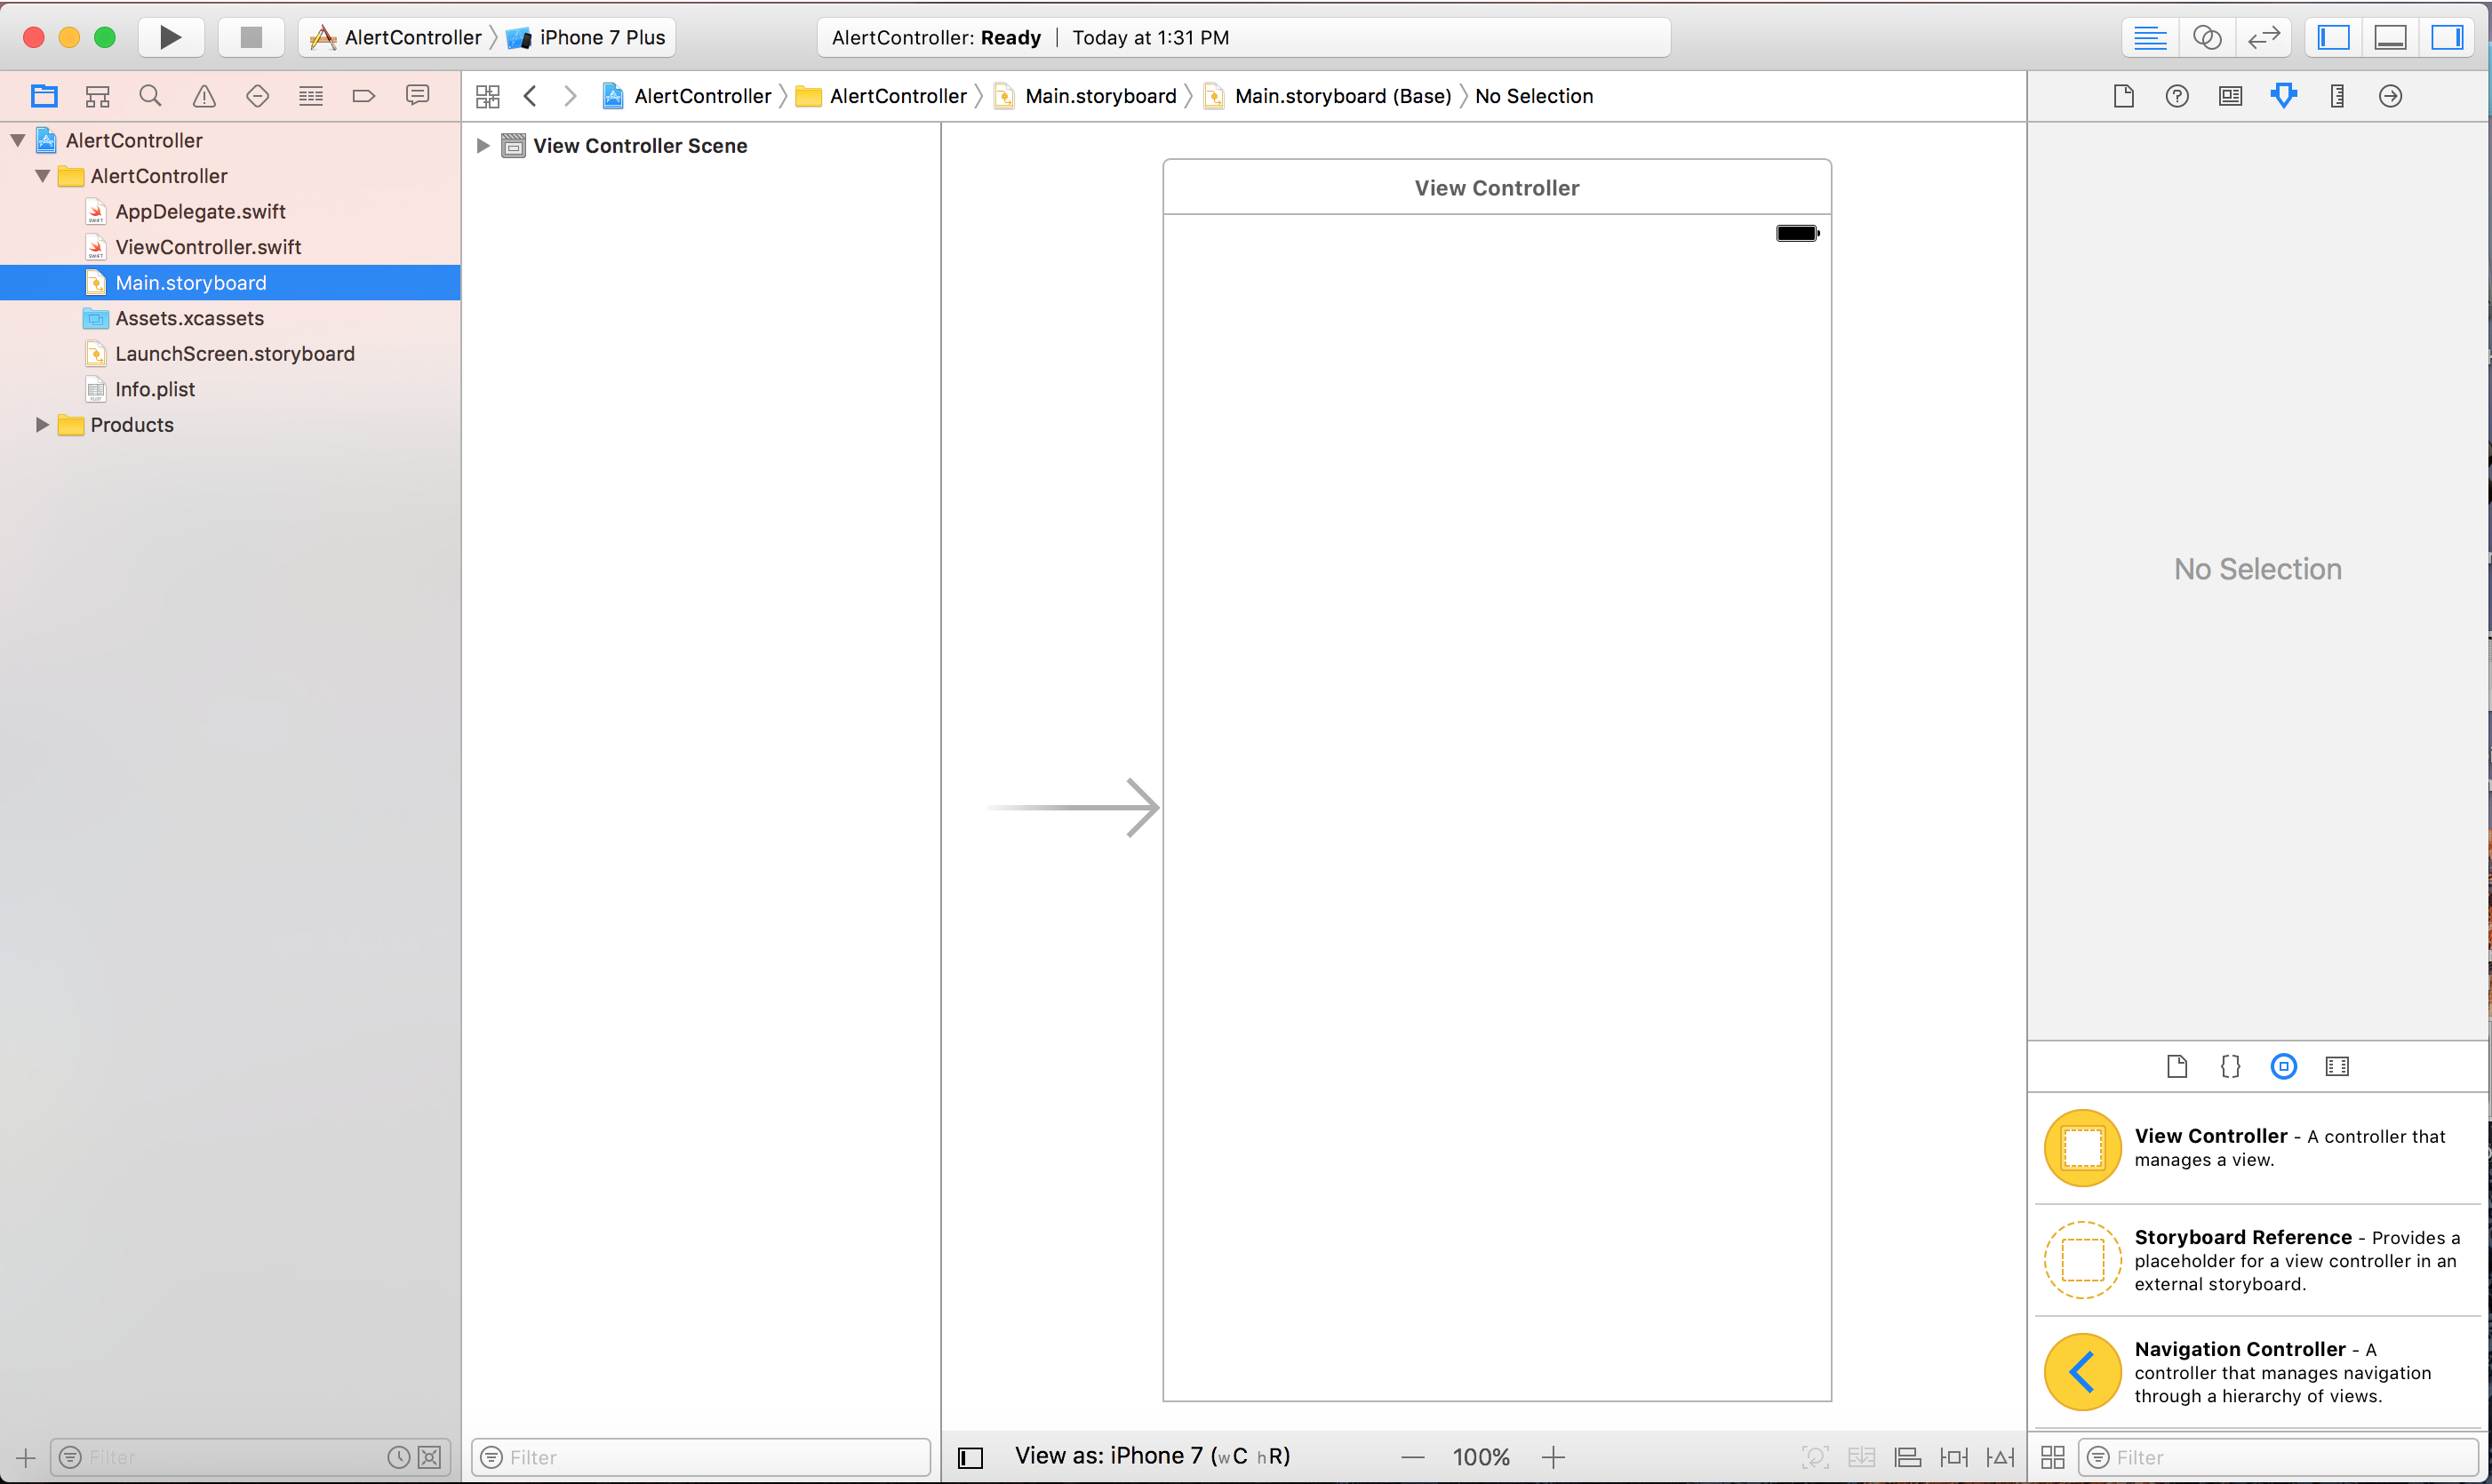 AlertController
iPhone 7 Plus
AlertController: Ready | Today at 1:31 PM
AlertController
AlertController
Main.storyboard
Main.storyboard (Base)
No Selection
AlertController
AlertController
AppDelegate.swift
ViewController.swift
Main.storyboard
Assets.xcassets
LaunchScreen.storyboard
Info.plist
Products
Filter
View Controller Scene
Filter
View Controller
View as: iPhone 7 (wC hR)
100%
No Selection
View Controller - A controller that
manages a view.
Storyboard Reference - Provides a
placeholder for a view controller in an
external storyboard.
Navigation Controller - A
controller that manages navigation
through a hierarchy of views.
Filter